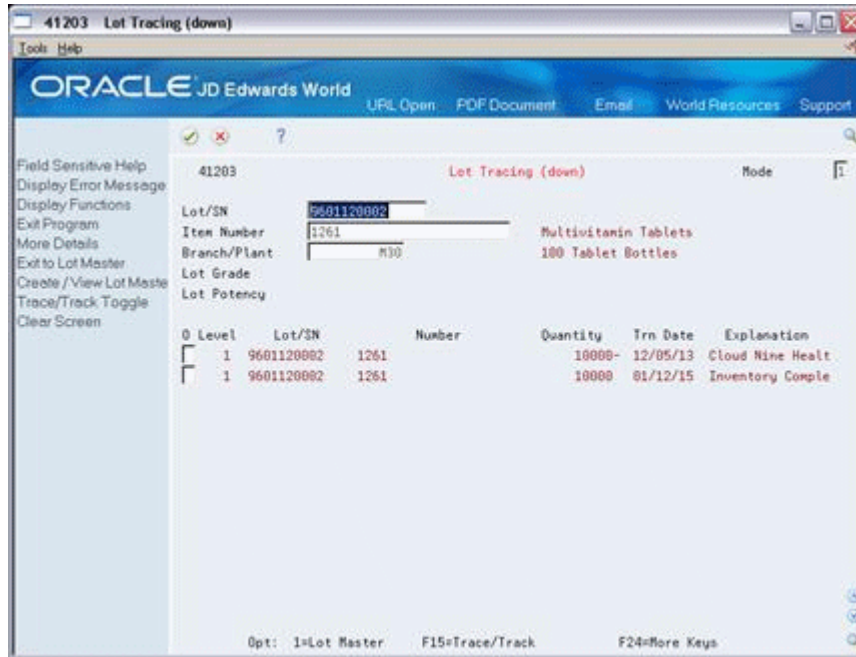 41203 Lot Tracing (down)
Tools Help
ORACLE JD Edwards World
URL Open PDF Document Email World Resources Support
?
Field Sensitive Help
Display Error Message
Display Functions
Exit Program
More Details
Exit to Lot Master
Create / View Lot Maste
Trace/Track Toggle
Clear Screen
41203 Lot Tracing (down) Mode 1
Lot/SN 9601120002
Item Number 1261 Multivitamin Tablets
Branch/Plant M30 100 Tablet Bottles
Lot Grade
Lot Potency
O Level Lot/SN Number Quantity Trn Date Explanation
1 9601120002 1261 10000- 12/05/13 Cloud Nine Healt
1 9601120002 1261 10000 01/12/15 Inventory Comple
Opt: 1=Lot Master F15=Trace/Track F24=More Keys